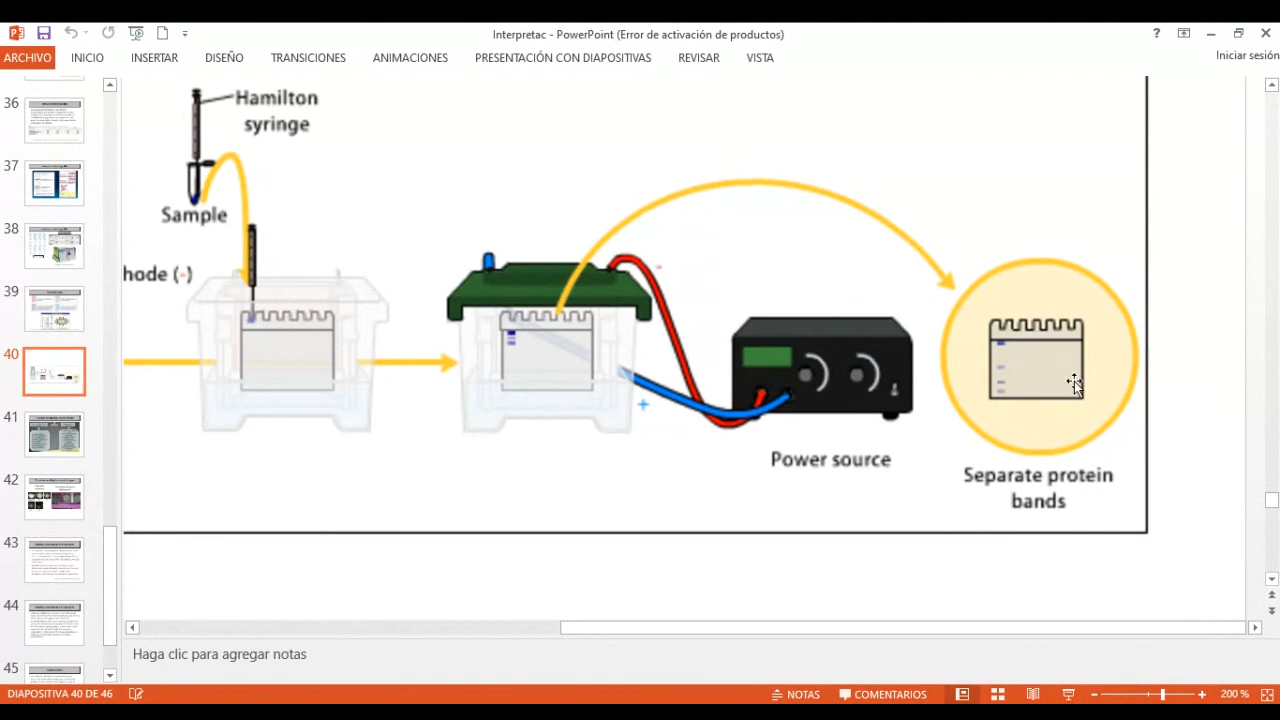 Interpretac - PowerPoint (Error de activación de productos)
?
ARCHIVO INICIO INSERTAR DISEÑO TRANSICIONES ANIMACIONES PRESENTACIÓN CON DIAPOSITIVAS REVISAR VISTA Iniciar sesión
36
37
38
39
40
41
42
43
44
45
Hamilton
syringe
Sample
hode (-)
-
+
Power source
Separate protein
bands
Haga clic para agregar notas
DIAPOSITIVA 40 DE 46 NOTAS COMENTARIOS 200 %